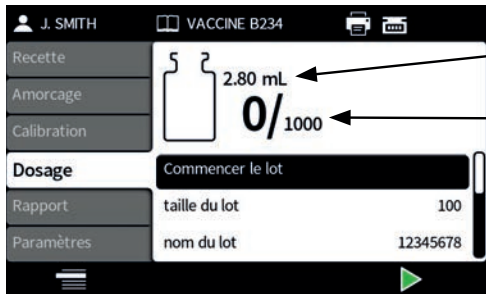 J. SMITH VACCINE B234
Recette
Amorcage
Calibration
Dosage
Rapport
Paramètres
2.80 mL
0/1000
Commencer le lot
taille du lot 100
nom du lot 12345678